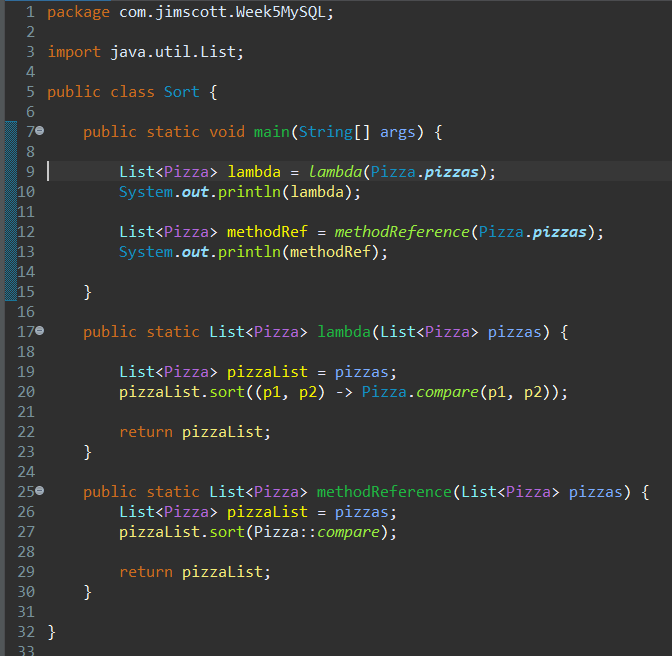 1 package com.jimscott.Week5MySQL;
2
3 import java.util.List;
4
5 public class Sort {
6
7 public static void main(String[] args) {
8
9 List<Pizza> lambda = lambda(Pizza.pizzas);
10 System.out.println(lambda);
11
12 List<Pizza> methodRef = methodReference(Pizza.pizzas);
13 System.out.println(methodRef);
14
15 }
16
17 public static List<Pizza> lambda(List<Pizza> pizzas) {
18
19 List<Pizza> pizzaList = pizzas;
20 pizzaList.sort((p1, p2) -> Pizza.compare(p1, p2));
21
22 return pizzaList;
23 }
24
25 public static List<Pizza> methodReference(List<Pizza> pizzas) {
26 List<Pizza> pizzaList = pizzas;
27 pizzaList.sort(Pizza::compare);
28
29 return pizzaList;
30 }
31
32 }
33